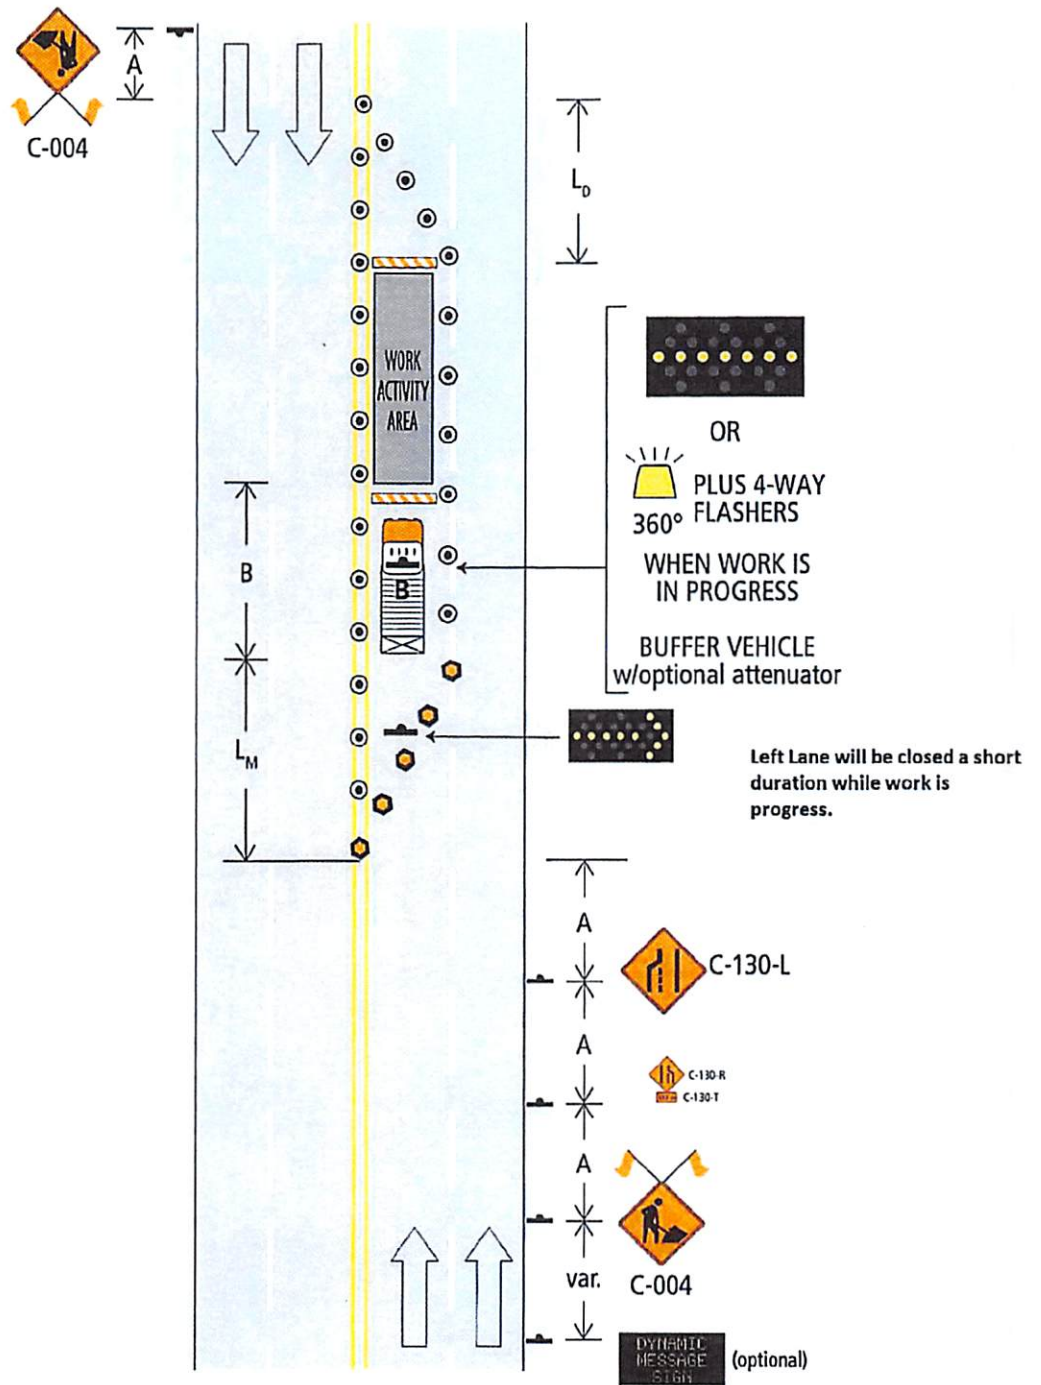 A
C-004
L_D
WORK
ACTIVITY
AREA
OR
360°
PLUS 4-WAY
FLASHERS
WHEN WORK IS
IN PROGRESS
BUFFER VEHICLE
w/optional attenuator
B
B
L_M
Left Lane will be closed a short
duration while work is
progress.
A
C-130-L
A
C-130-R
C-130-T
A
var.
C-004
DYNAMIC
MESSAGE
SIGN
(optional)